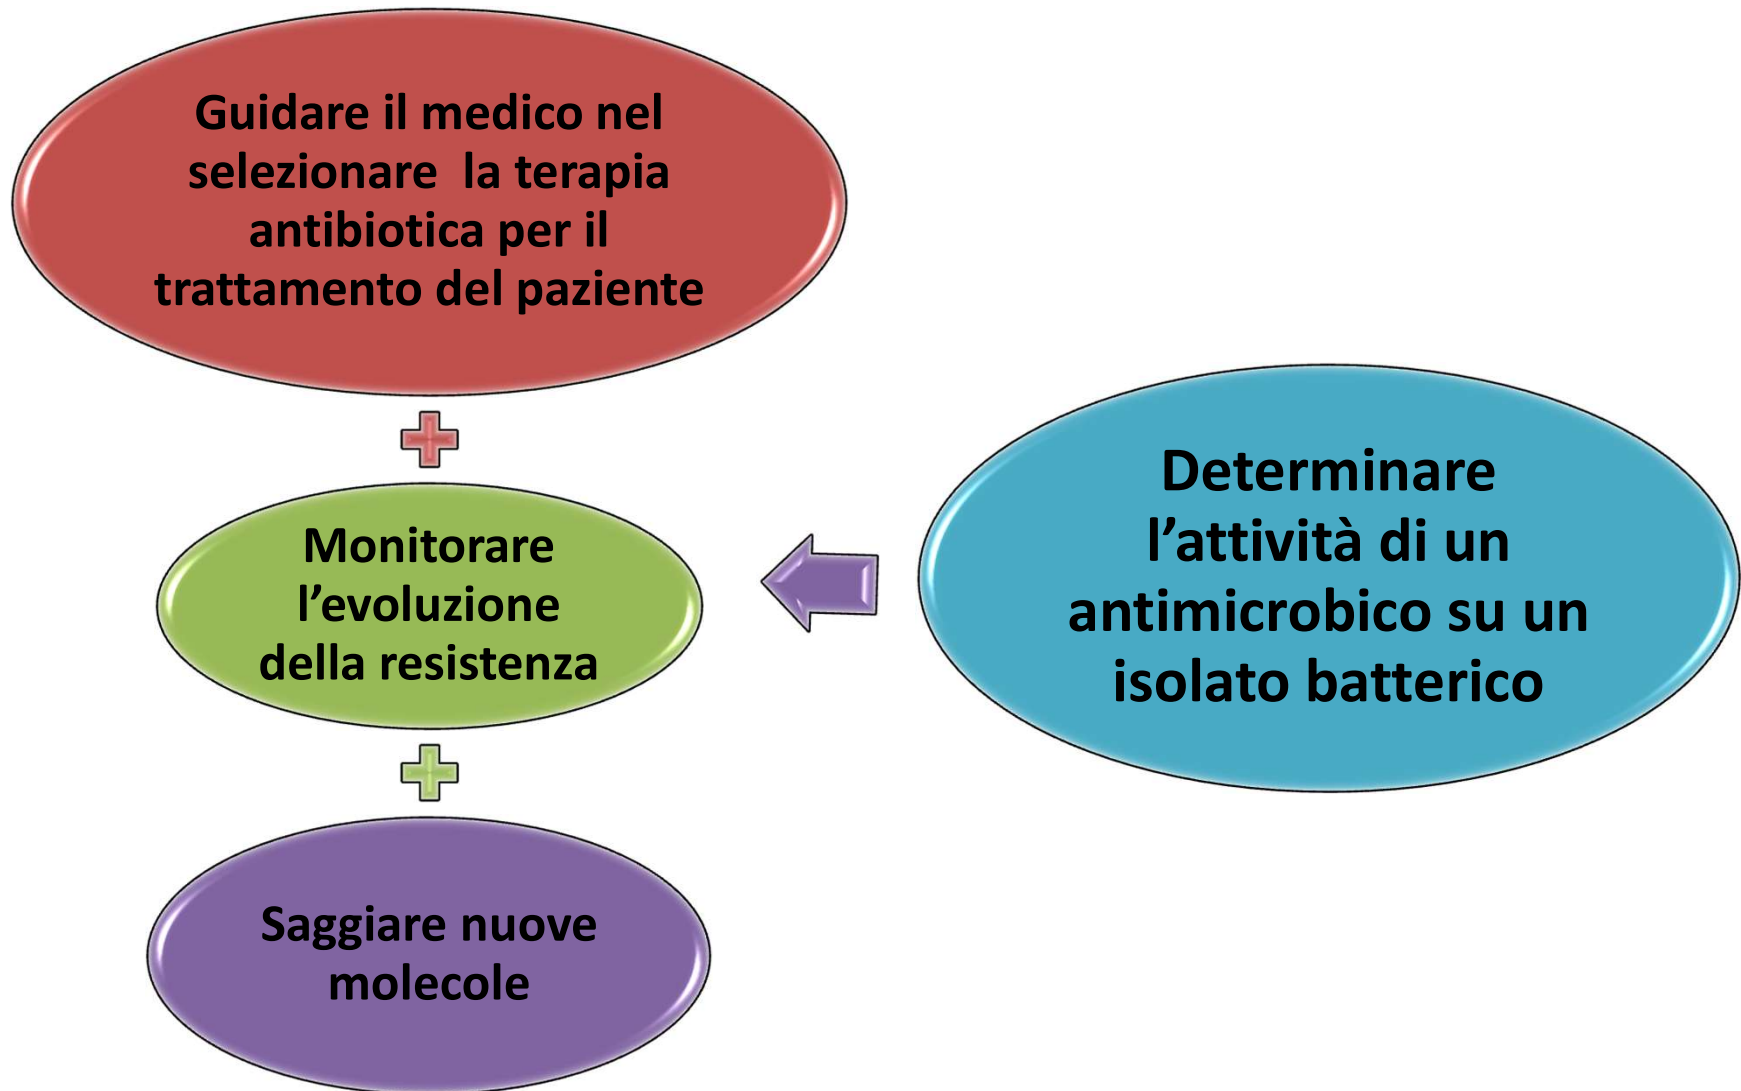 Guidare il medico nel
selezionare  la terapia
antibiotica per il
trattamento del paziente
Monitorare
l’evoluzione
della resistenza
Saggiare nuove
molecole
Determinare
l’attività di un
antimicrobico su un
isolato batterico